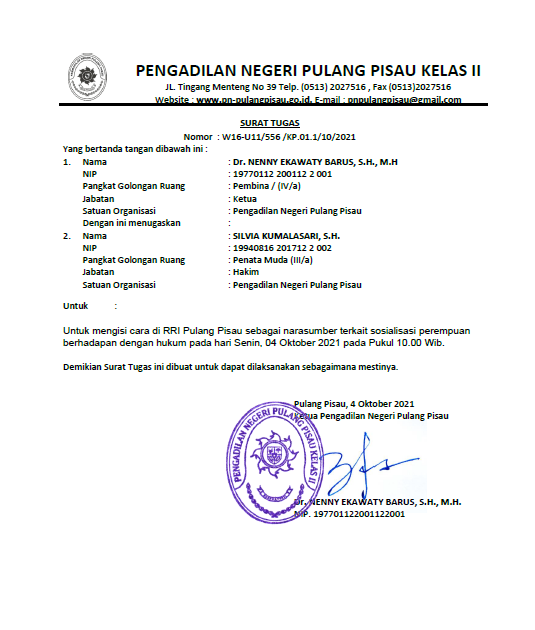 PENGADILAN NEGERI PULANG PISAU KELAS II
JL. Tingang Menteng No 39 Telp. (0513) 2027516 , Fax (0513)2027516
Website : www.pn-pulangpisau.go.id. E-mail : pnpulangpisau@gmail.com
SURAT TUGAS
Nomor : W16-U11/556 /KP.01.1/10/2021
Yang bertanda tangan dibawah ini :
1. Nama : Dr. NENNY EKAWATY BARUS, S.H., M.H
NIP : 19770112 200112 2 001
Pangkat Golongan Ruang : Pembina / (IV/a)
Jabatan : Ketua
Satuan Organisasi : Pengadilan Negeri Pulang Pisau
Dengan ini menugaskan :
2. Nama : SILVIA KUMALASARI, S.H.
NIP : 19940816 201712 2 002
Pangkat Golongan Ruang : Penata Muda (III/a)
Jabatan : Hakim
Satuan Organisasi : Pengadilan Negeri Pulang Pisau
Untuk :
Untuk mengisi cara di RRI Pulang Pisau sebagai narasumber terkait sosialisasi perempuan
berhadapan dengan hukum pada hari Senin, 04 Oktober 2021 pada Pukul 10.00 Wib.
Demikian Surat Tugas ini dibuat untuk dapat dilaksanakan sebagaimana mestinya.
Pulang Pisau, 4 Oktober 2021
Ketua Pengadilan Negeri Pulang Pisau
PENGADILAN NEGERI PULANG PISAU KELAS II
Dr. NENNY EKAWATY BARUS, S.H., M.H.
NIP. 197701122001122001